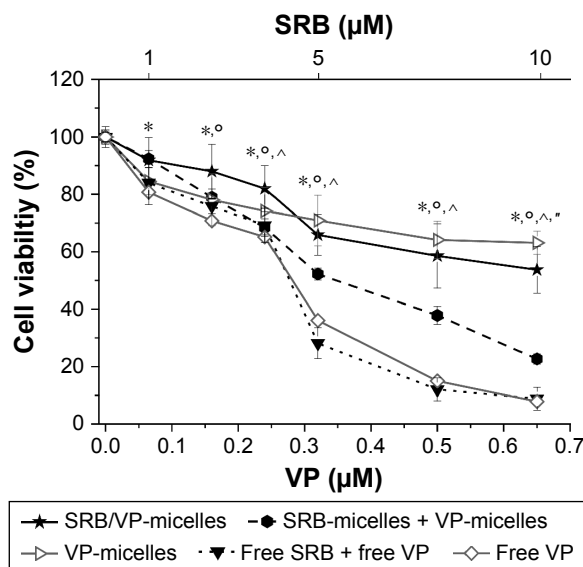 SRB (µM)
1 5 10
Cell viabiltiy (%)
120
100
80
60
40
20
0
* *,o *,o,^ *,o,^ *,o,^ *,o,^,"
0.0 0.1 0.2 0.3 0.4 0.5 0.6 0.7
VP (µM)
SRB/VP-micelles SRB-micelles + VP-micelles
VP-micelles Free SRB + free VP Free VP